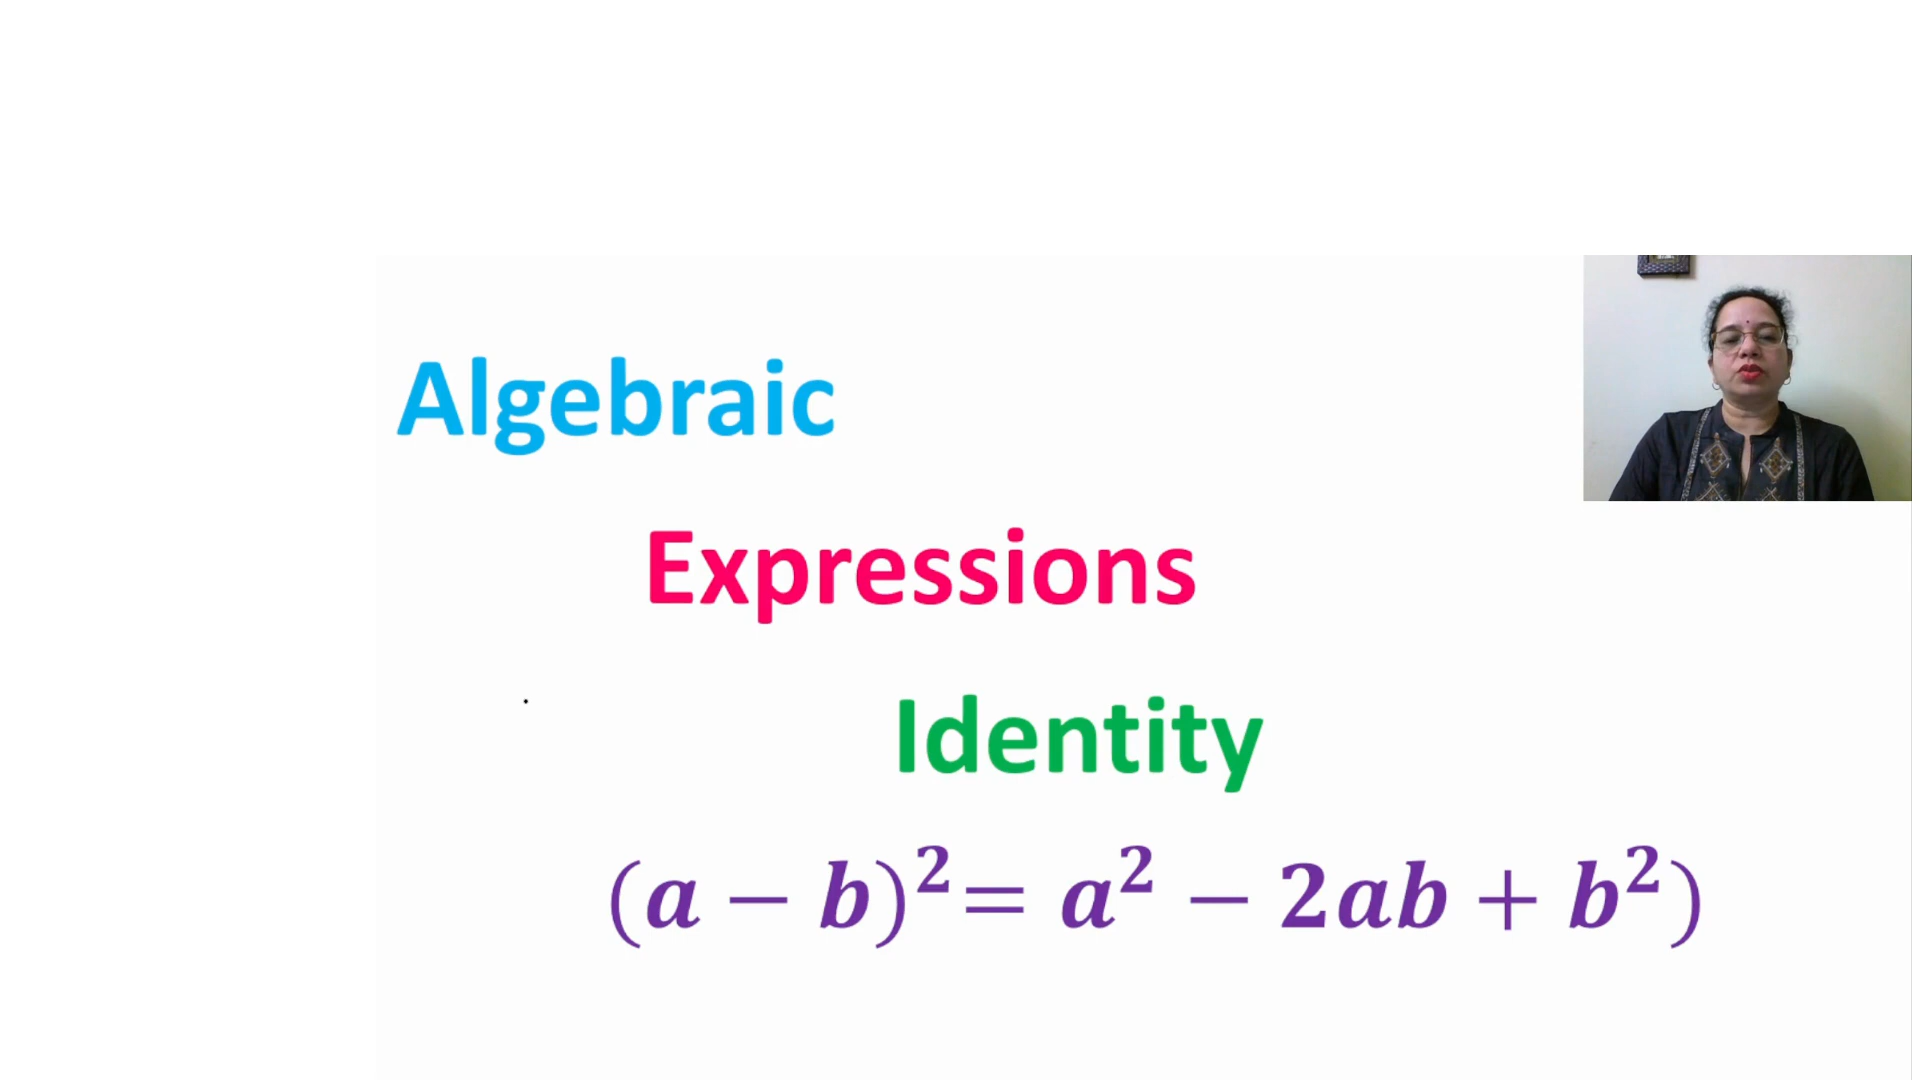 Algebraic
Expressions
Identity
(a − b)²= a² − 2ab + b²)